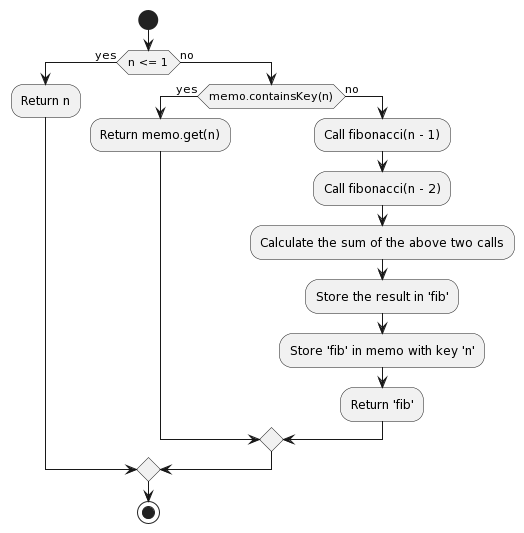 yes
n <= 1
no
Return n
yes
memo.containsKey(n)
no
Return memo.get(n)
Call fibonacci(n - 1)
Call fibonacci(n - 2)
Calculate the sum of the above two calls
Store the result in 'fib'
Store 'fib' in memo with key 'n'
Return 'fib'